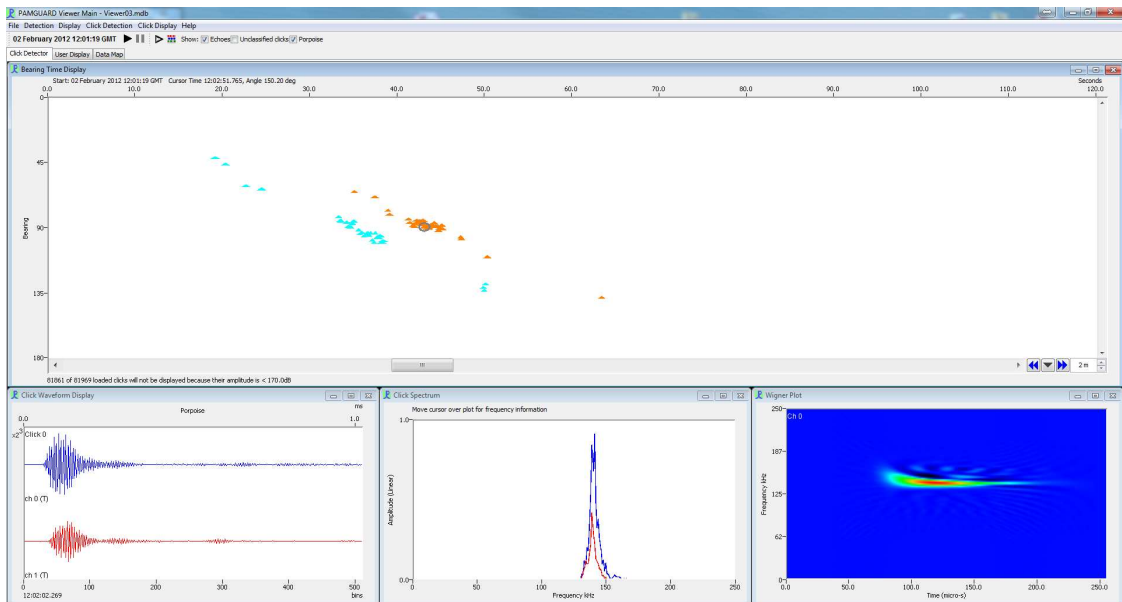 PAMGUARD Viewer Main - Viewer03.mdb
File Detection Display Click Detection Click Display Help
02 February 2012 12:01:19 GMT Show: Echoes Unclassified clicks Porpoise
Click Detector User Display Data Map
Bearing Time Display
Start: 02 February 2012 12:01:19 GMT Cursor Time 12:02:51.765, Angle 150.20 deg Seconds
0.0 10.0 20.0 30.0 40.0 50.0 60.0 70.0 80.0 90.0 100.0 110.0 120.0
0
45
90
135
180
Bearing
2 m
81861 of 81969 loaded clicks will not be displayed because their amplitude is < 170.0dB
Click Waveform Display
Porpoise ms
0.0 1.0
Click 0
ch 0 (T)
ch 1 (T)
0 100 200 300 400 500
12:02:02.269 bins
Click Spectrum
Move cursor over plot for frequency information
1.0
Amplitude (Linear)
0.0
0 50 100 150 200 250
Frequency kHz
Wigner Plot
250
Ch 0
187
125
62
0
Frequency kHz
0.0 50.0 100.0 150.0 200.0 250.0
Time (micro-s)